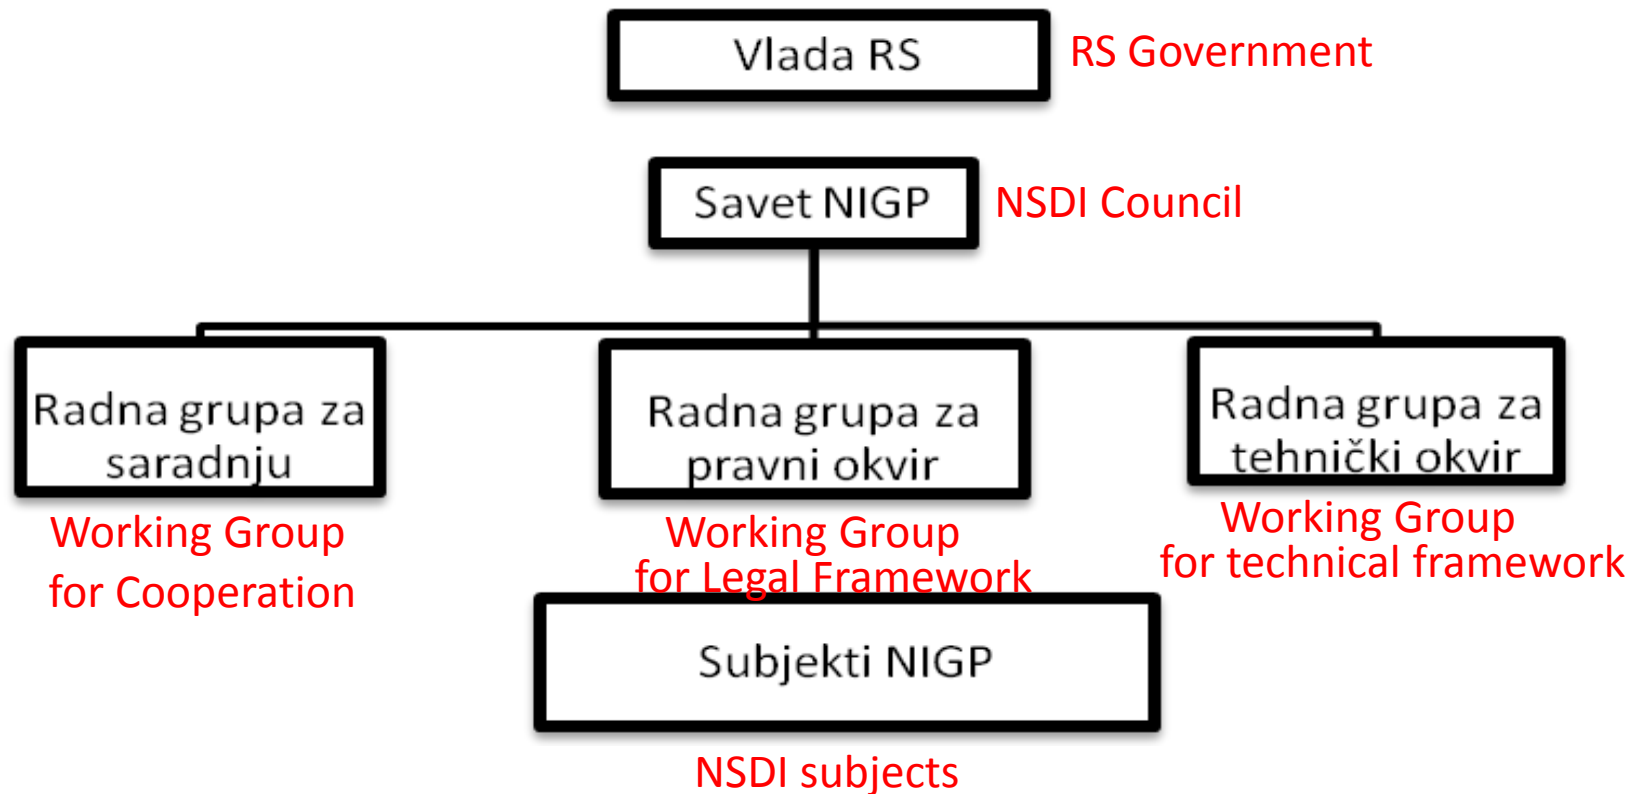 Vlada RS
RS Government
Savet NIGP
NSDI Council
Radna grupa za
saradnju
Working Group
for Cooperation
Radna grupa za
pravni okvir
Working Group
for Legal Framework
Radna grupa za
tehnički okvir
Working Group
for technical framework
Subjekti NIGP
NSDI subjects